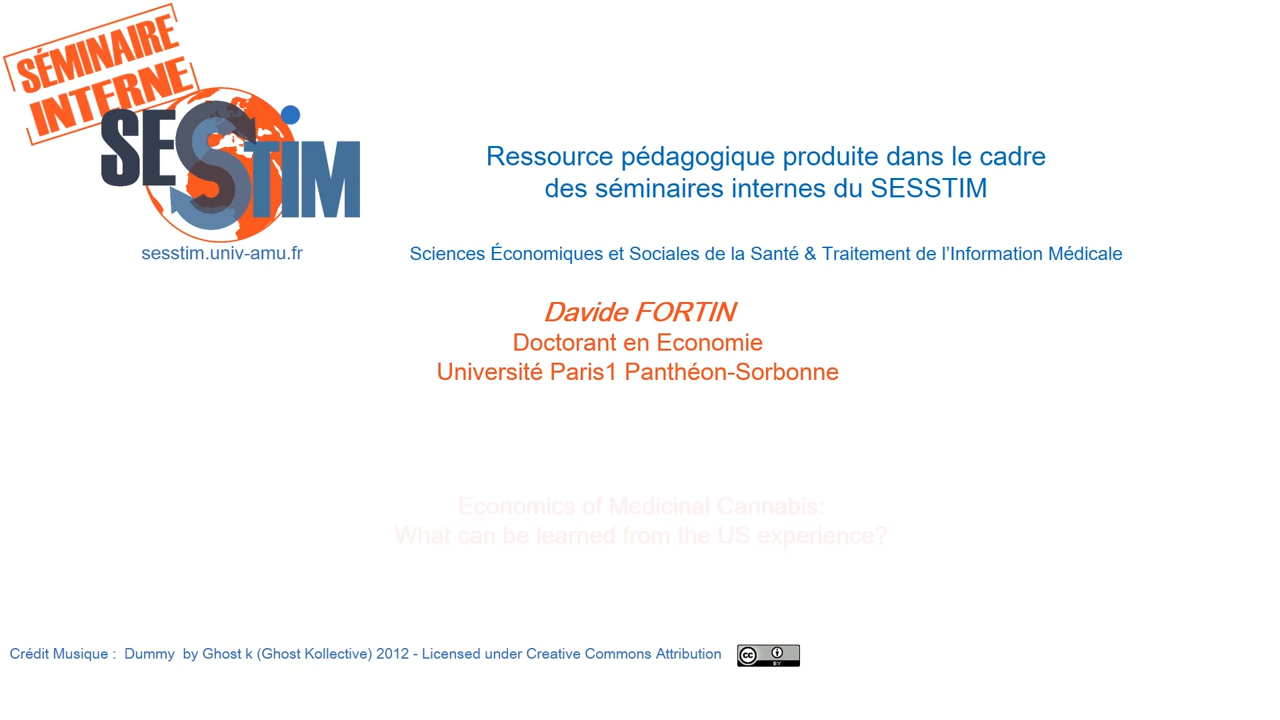 SÉMINAIRE
INTERNE
SESSTIM
sesstim.univ-amu.fr
Ressource pédagogique produite dans le cadre
des séminaires internes du SESSTIM
Sciences Économiques et Sociales de la Santé & Traitement de l’Information Médicale
Davide FORTIN
Doctorant en Economie
Université Paris1 Panthéon-Sorbonne
Economics of Medicinal Cannabis:
What can be learned from the US experience?
Crédit Musique : Dummy by Ghost k (Ghost Kollective) 2012 - Licensed under Creative Commons Attribution
cc BY